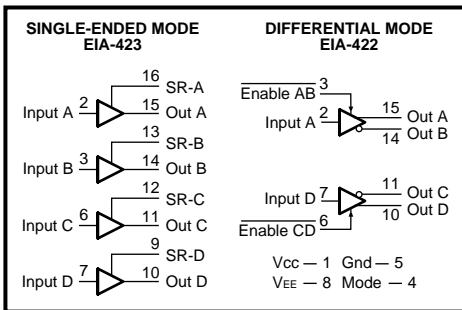 SINGLE-ENDED MODE
EIA-423
16 SR-A
Input A 2 15 Out A
13 SR-B
Input B 3 14 Out B
12 SR-C
Input C 6 11 Out C
9 SR-D
Input D 7 10 Out D
DIFFERENTIAL MODE
EIA-422
Enable AB 3
Input A 2 15 Out A
14 Out B
Input D 7 11 Out C
10 Out D
Enable CD 6
VCC — 1 Gnd — 5
VEE — 8 Mode — 4